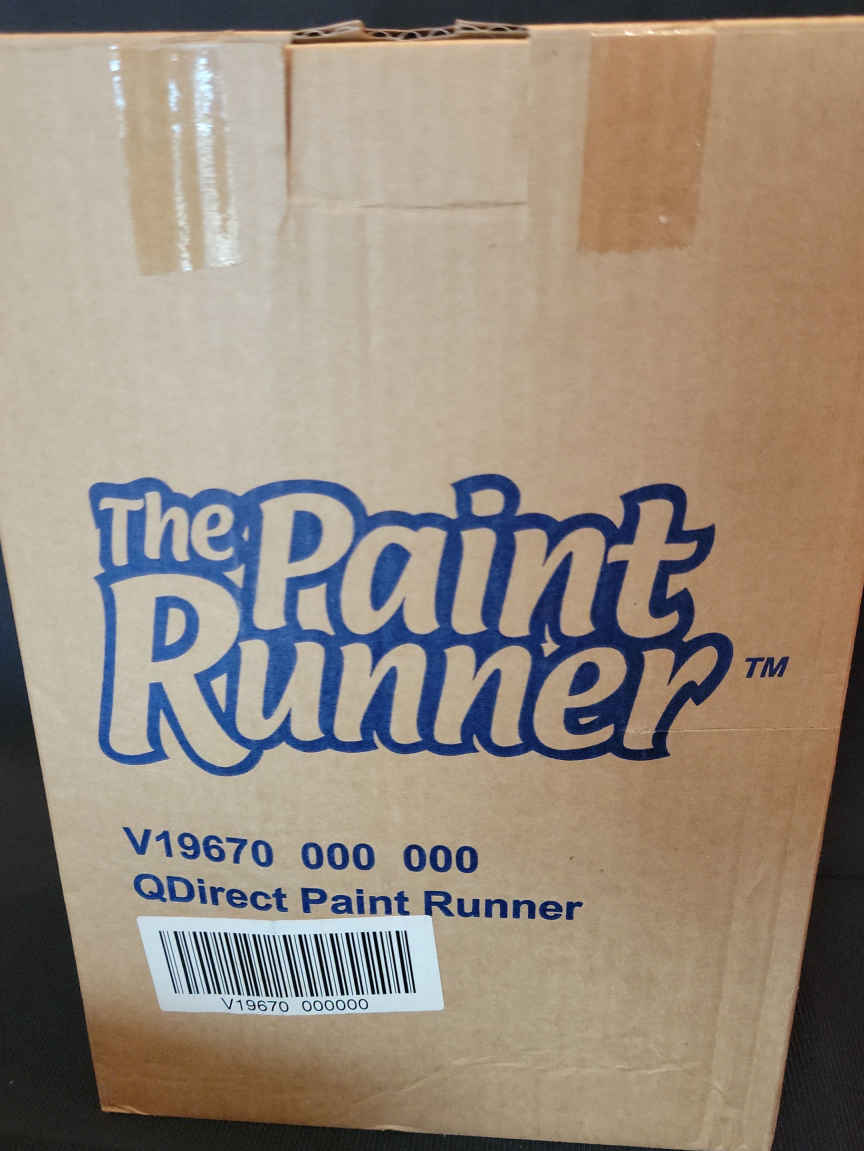 The Paint
Runner TM
V19670 000 000
QDirect Paint Runner
V19670 000000